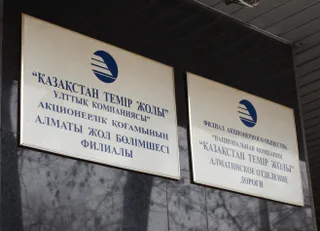 "ҚАЗАҚСТАН ТЕМІР ЖОЛЫ"
ҰЛТТЫҚ КОМПАНИЯСЫ"
АКЦИОНЕРЛІК ҚОҒАМЫНЫҢ
АЛМАТЫ ЖОЛ БӨЛІМШЕСІ
ФИЛИАЛЫ
ФИЛИАЛ АКЦИОНЕРНОГО ОБЩЕСТВА
"НАЦИОНАЛЬНАЯ КОМПАНИЯ
"ҚАЗАҚСТАН ТЕМІР ЖОЛЫ"
АЛМАТИНСКОЕ ОТДЕЛЕНИЕ
ДОРОГИ